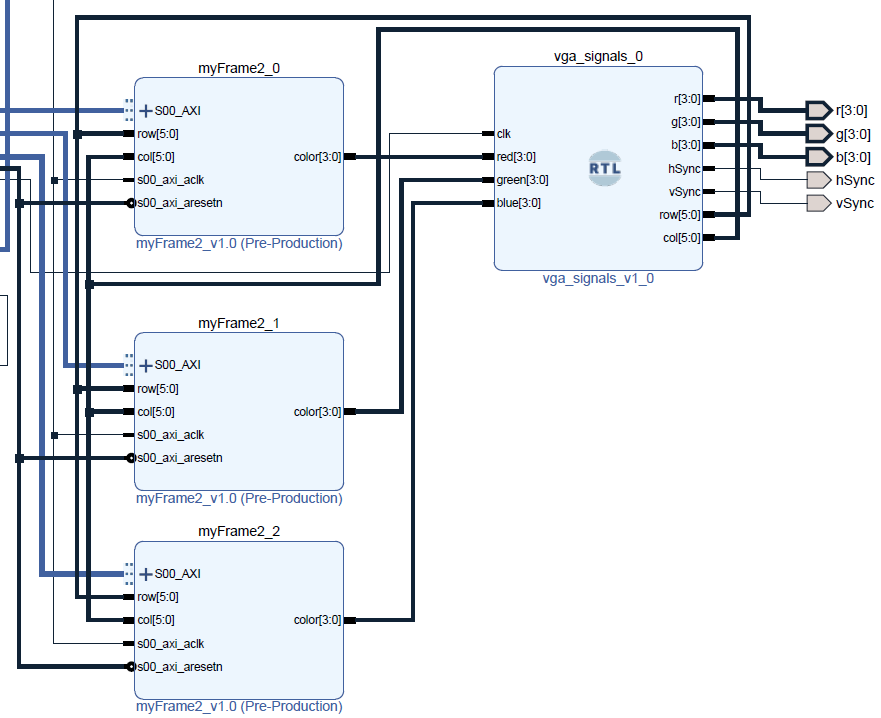 myFrame2_0
S00_AXI
row[5:0]
col[5:0]
color[3:0]
s00_axi_aclk
s00_axi_aresetn
myFrame2_v1.0 (Pre-Production)
myFrame2_1
S00_AXI
row[5:0]
col[5:0]
color[3:0]
s00_axi_aclk
s00_axi_aresetn
myFrame2_v1.0 (Pre-Production)
myFrame2_2
S00_AXI
row[5:0]
col[5:0]
color[3:0]
s00_axi_aclk
s00_axi_aresetn
myFrame2_v1.0 (Pre-Production)
vga_signals_0
clk
red[3:0]
green[3:0]
blue[3:0]
RTL
r[3:0]
g[3:0]
b[3:0]
hSync
vSync
row[5:0]
col[5:0]
vga_signals_v1_0
r[3:0]
g[3:0]
b[3:0]
hSync
vSync